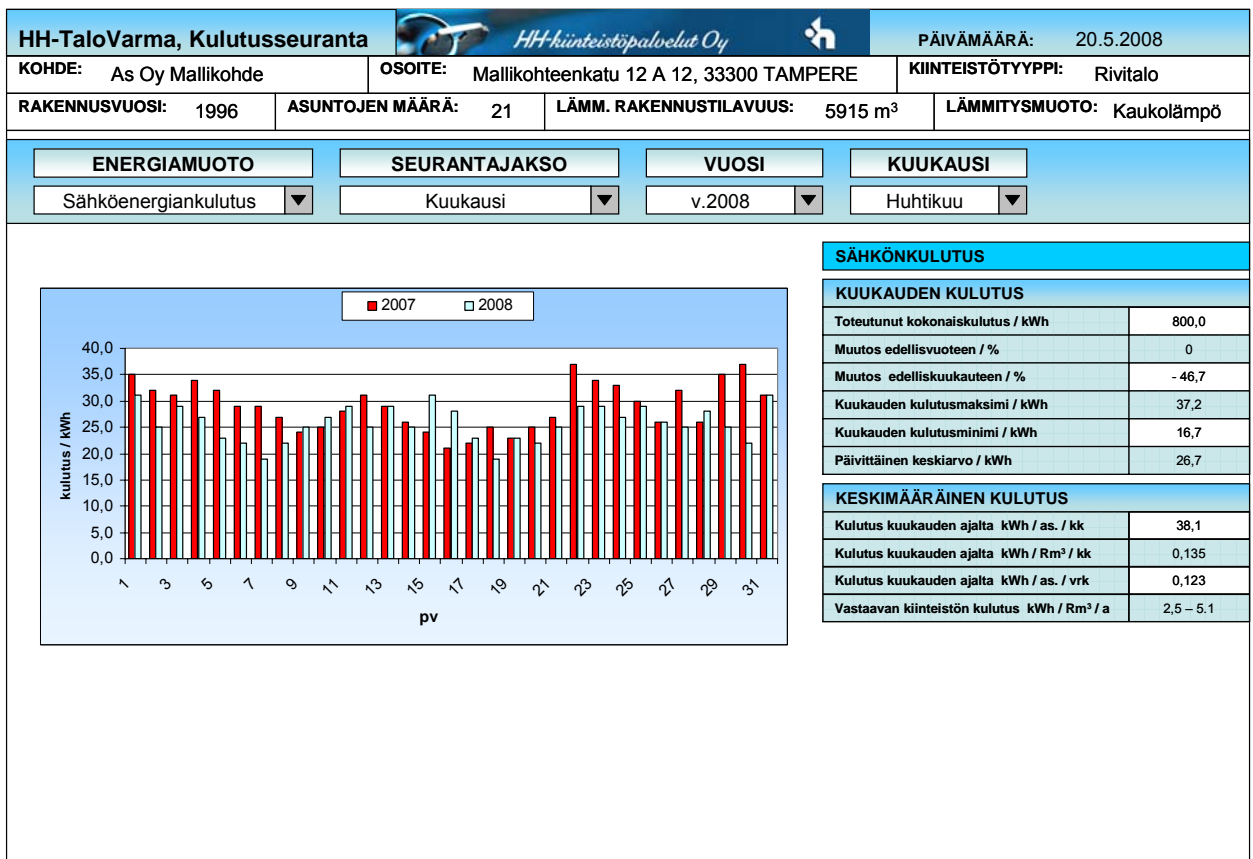 HH-TaloVarma, Kulutusseuranta HH-kiinteistöpalvelut Oy h PÄIVÄMÄÄRÄ: 20.5.2008
KOHDE: As Oy Mallikohde OSOITE: Mallikohteenkatu 12 A 12, 33300 TAMPERE KIINTEISTÖTYYPPI: Rivitalo
RAKENNUSVUOSI: 1996 ASUNTOJEN MÄÄRÄ: 21 LÄMM. RAKENNUSTILAVUUS: 5915 m³ LÄMMITYSMUOTO: Kaukolämpö
ENERGIAMUOTO SEURANTAJAKSO VUOSI KUUKAUSI
Sähköenergiankulutus Kuukausi v.2008 Huhtikuu
2007 2008
40,0
35,0
30,0
25,0
20,0
15,0
10,0
5,0
0,0
kulutus / kWh
1 3 5 7 9 11 13 15 17 19 21 23 25 27 29 31
pv
SÄHKÖNKULUTUS
KUUKAUDEN KULUTUS
Toteutunut kokonaiskulutus / kWh 800,0
Muutos edellisvuoteen / % 0
Muutos edelliskuukauteen / % - 46,7
Kuukauden kulutusmaksimi / kWh 37,2
Kuukauden kulutusminimi / kWh 16,7
Päivittäinen keskiarvo / kWh 26,7
KESKIMÄÄRÄINEN KULUTUS
Kulutus kuukauden ajalta kWh / as. / kk 38,1
Kulutus kuukauden ajalta kWh / Rm³ / kk 0,135
Kulutus kuukauden ajalta kWh / as. / vrk 0,123
Vastaavan kiinteistön kulutus kWh / Rm³ / a 2,5 – 5.1